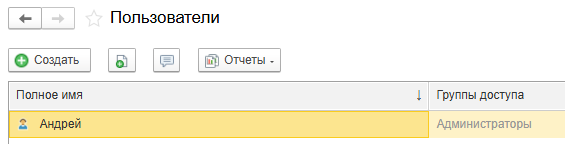 Пользователи
Создать Отчеты
Полное имя ↓ Группы доступа
Андрей Администраторы